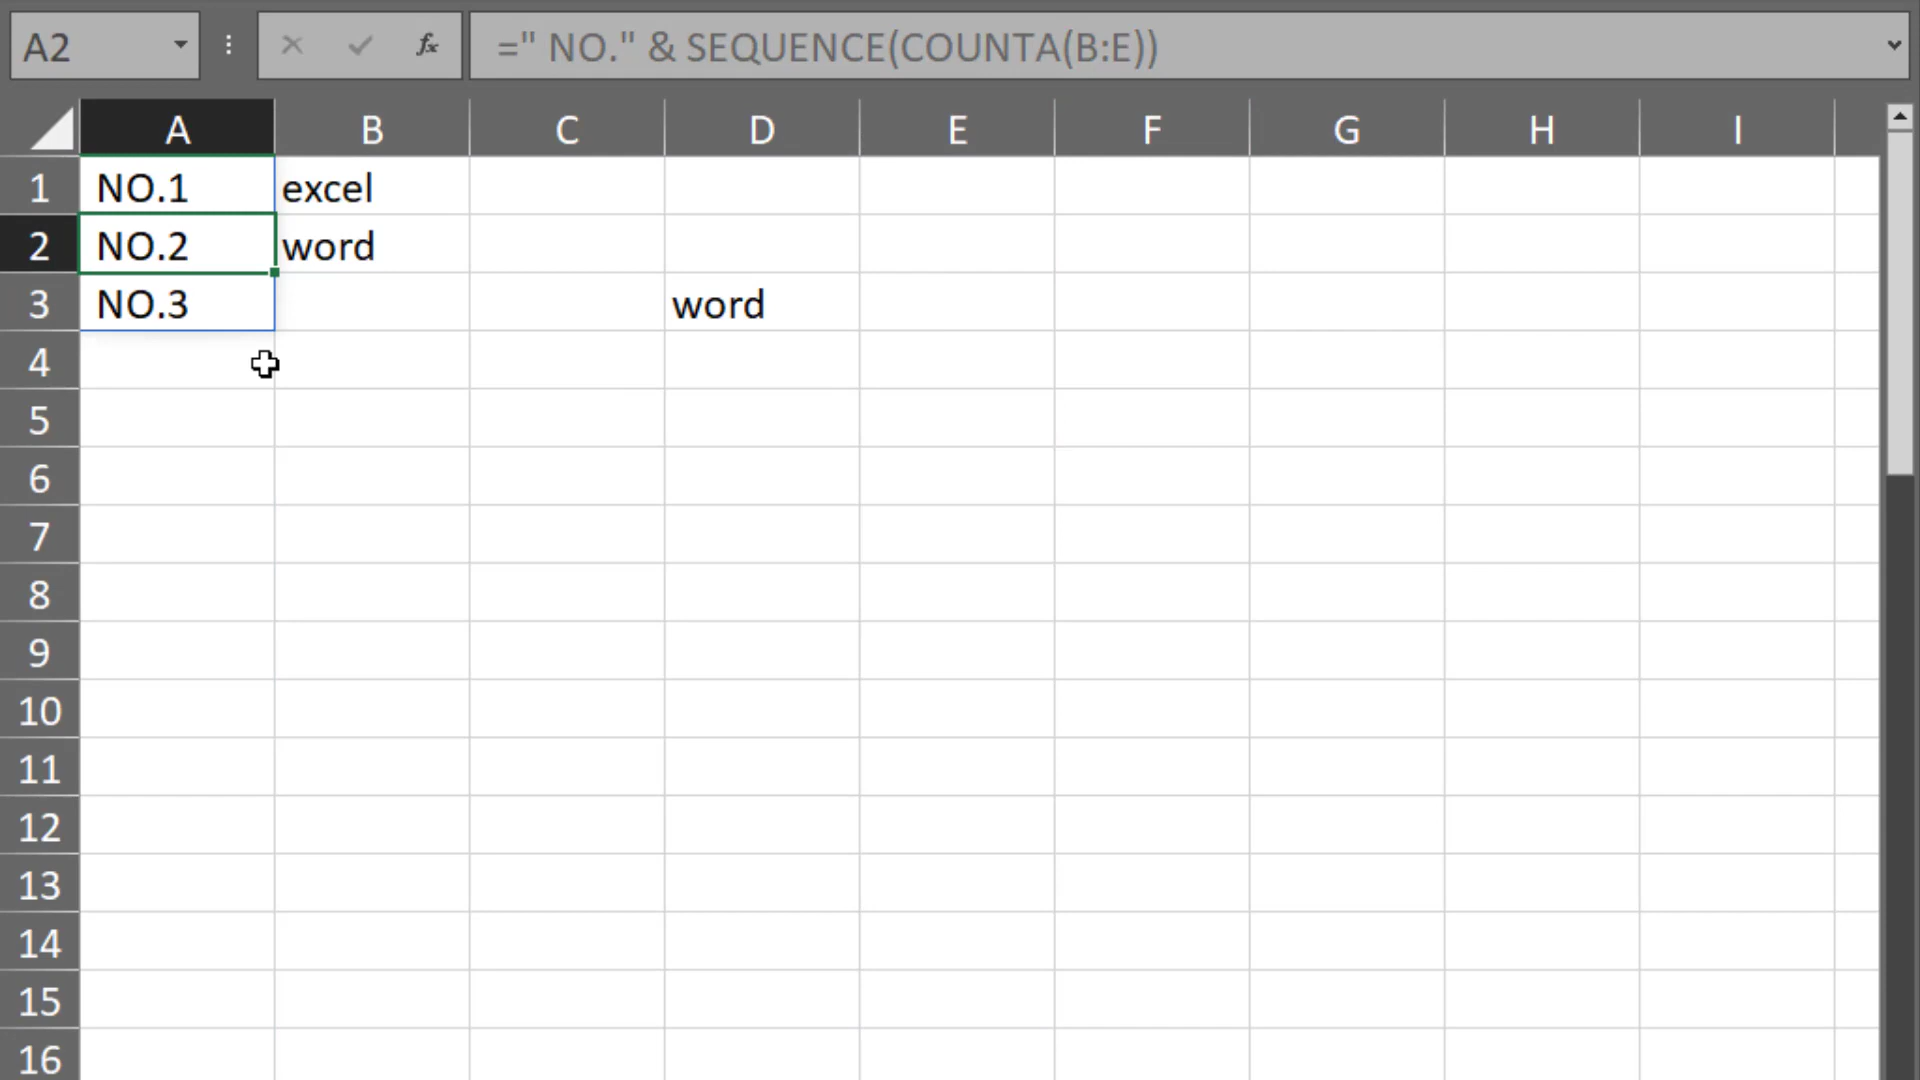 A2 fx =" NO." & SEQUENCE(COUNTA(B:E))
A B C D E F G H I
1 NO.1 excel
2 NO.2 word
3 NO.3 word
4
5
6
7
8
9
10
11
12
13
14
15
16